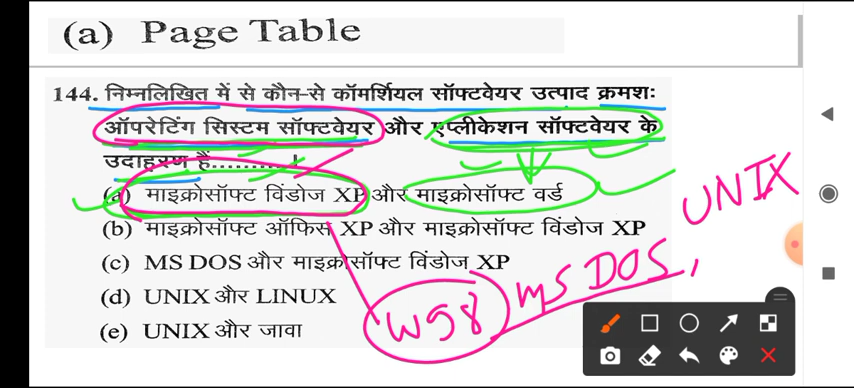 (a) Page Table
144. निम्नलिखित में से कौन-से कॉमर्शियल सॉफ्टवेयर उत्पाद क्रमशः
ऑपरेटिंग सिस्टम सॉफ्टवेयर और एप्लीकेशन सॉफ्टवेयर के
उदाहरण हैं..........।
(a) माइक्रोसॉफ्ट विंडोज XP और माइक्रोसॉफ्ट वर्ड
(b) माइक्रोसॉफ्ट ऑफिस XP और माइक्रोसॉफ्ट विंडोज XP
(c) MS DOS और माइक्रोसॉफ्ट विंडोज XP
(d) UNIX और LINUX
(e) UNIX और जावा
W98 MS DOS, UNIX